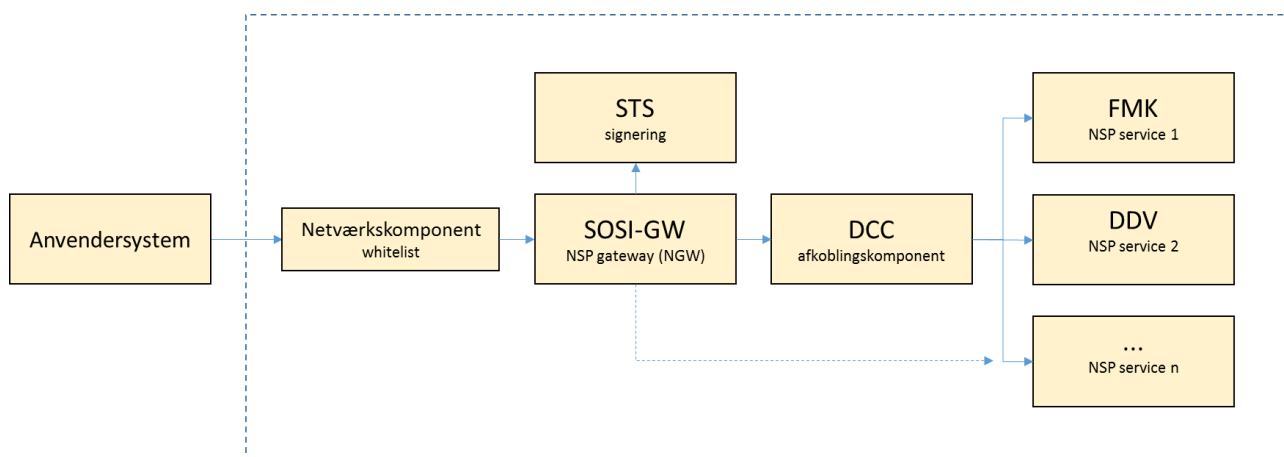 STS
signering
FMK
NSP service 1
Anvendersystem
Netværkskomponent
whitelist
SOSI-GW
NSP gateway (NGW)
DCC
afkoblingskomponent
DDV
NSP service 2
...
NSP service n